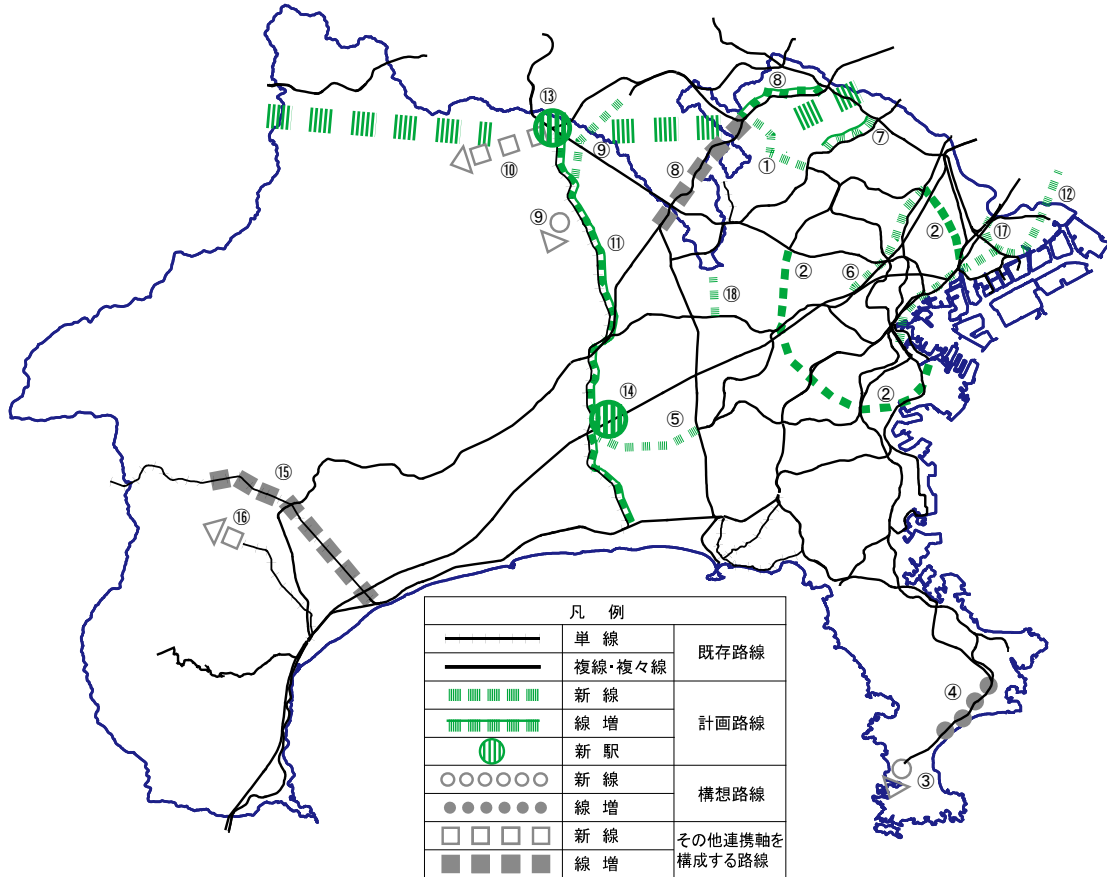 ⑬
⑧
⑦
⑨
⑩
⑧
①
⑫
⑨
⑪
②
⑰
②
⑥
⑱
⑭
⑤
②
⑮
⑯
④
③
凡 例
単 線
既存路線
複線・複々線
新 線
計画路線
線 増
新 駅
新 線
構想路線
線 増
新 線
その他連携軸を
構成する路線
線 増